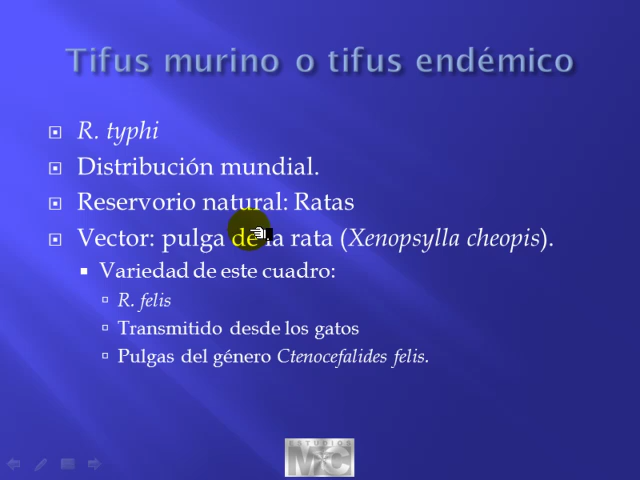 Tifus murino o tifus endémico
R. typhi
Distribución mundial.
Reservorio natural: Ratas
Vector: pulga de la rata (Xenopsylla cheopis).
Variedad de este cuadro:
R. felis
Transmitido desde los gatos
Pulgas del género Ctenocefalides felis.
ESTUDIOS
MC